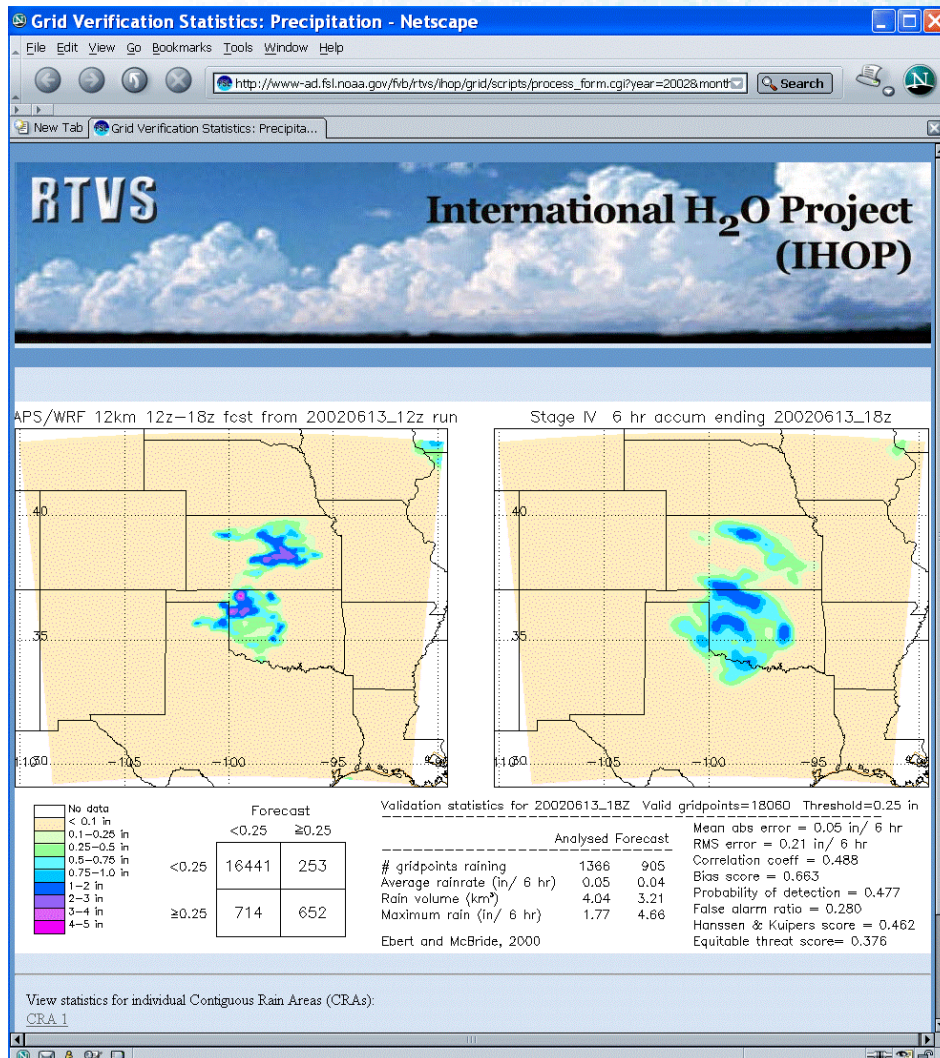 Grid Verification Statistics: Precipitation - Netscape
File Edit View Go Bookmarks Tools Window Help
http://www-ad.fsl.noaa.gov/fvb/rtvs/ihop/grid/scripts/process_form.cgi?year=2002&month
Search
N
New Tab
Grid Verification Statistics: Precipita...
RTVS
International H2O Project
(IHOP)
APS/WRF 12km 12z-18z fcst from 20020613_12z run
Stage IV 6 hr accum ending 20020613_18z
40
35
30
-110
-100
-95
40
35
30
-110
-105
-100
-95
No data
< 0.1 in
0.1-0.25 in
0.25-0.5 in
0.5-0.75 in
0.75-1.0 in
1-2 in
2-3 in
3-4 in
4-5 in
Forecast
<0.25 ≥0.25
<0.25 16441 253
≥0.25 714 652
Validation statistics for 20020613_18Z Valid gridpoints=18060 Threshold=0.25 in
Analysed Forecast
# gridpoints raining 1366 905
Average rainrate (in/ 6 hr) 0.05 0.04
Rain volume (km³) 4.04 3.21
Maximum rain (in/ 6 hr) 1.77 4.66
Ebert and McBride, 2000
Mean abs error = 0.05 in/ 6 hr
RMS error = 0.21 in/ 6 hr
Correlation coeff = 0.488
Bias score = 0.663
Probability of detection = 0.477
False alarm ratio = 0.280
Hanssen & Kuipers score = 0.462
Equitable threat score= 0.376
View statistics for individual Contiguous Rain Areas (CRAs):
CRA 1